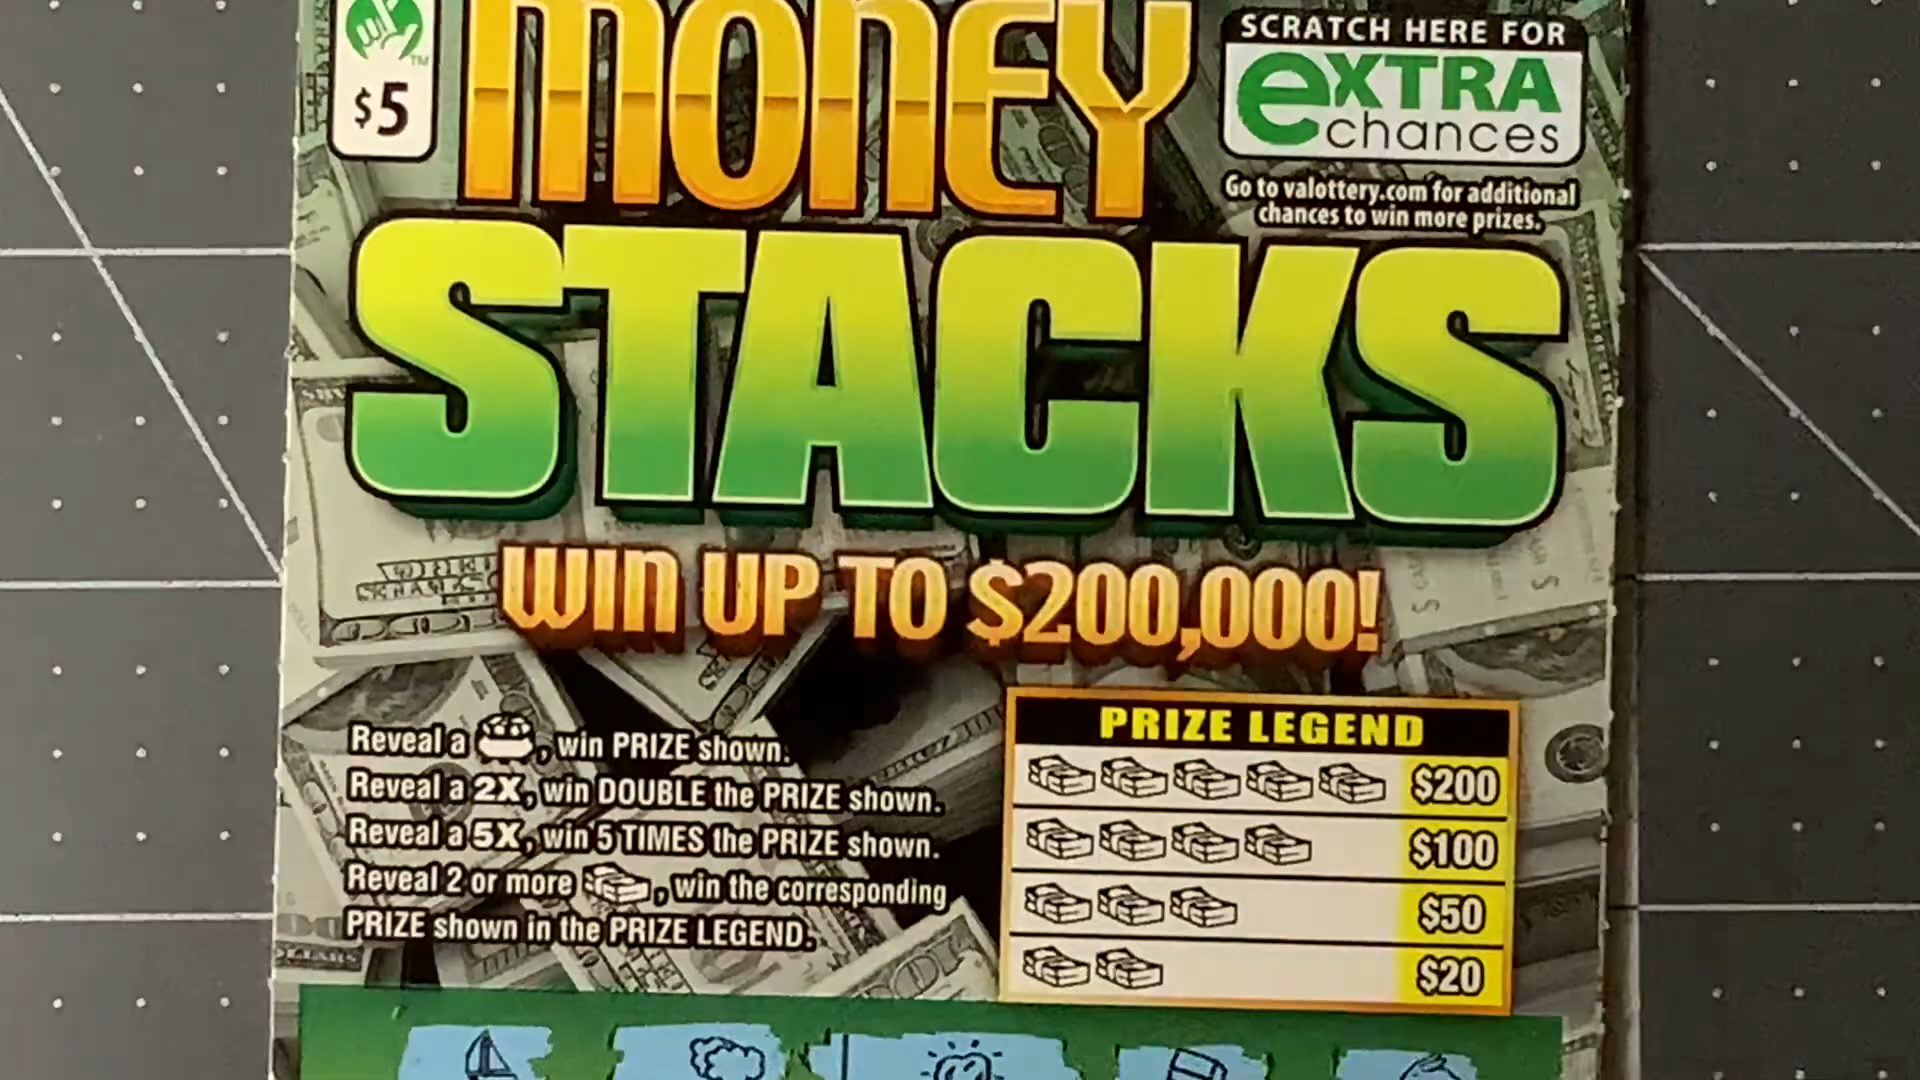 $5
TM
MONEY
STACKS
SCRATCH HERE FOR
eXTRA
chances
Go to valottery.com for additional
chances to win more prizes.
WIN UP TO $200,000!
Reveal a , win PRIZE shown.
Reveal a 2X, win DOUBLE the PRIZE shown.
Reveal a 5X, win 5 TIMES the PRIZE shown.
Reveal 2 or more , win the corresponding
PRIZE shown in the PRIZE LEGEND.
PRIZE LEGEND
$200
$100
$50
$20